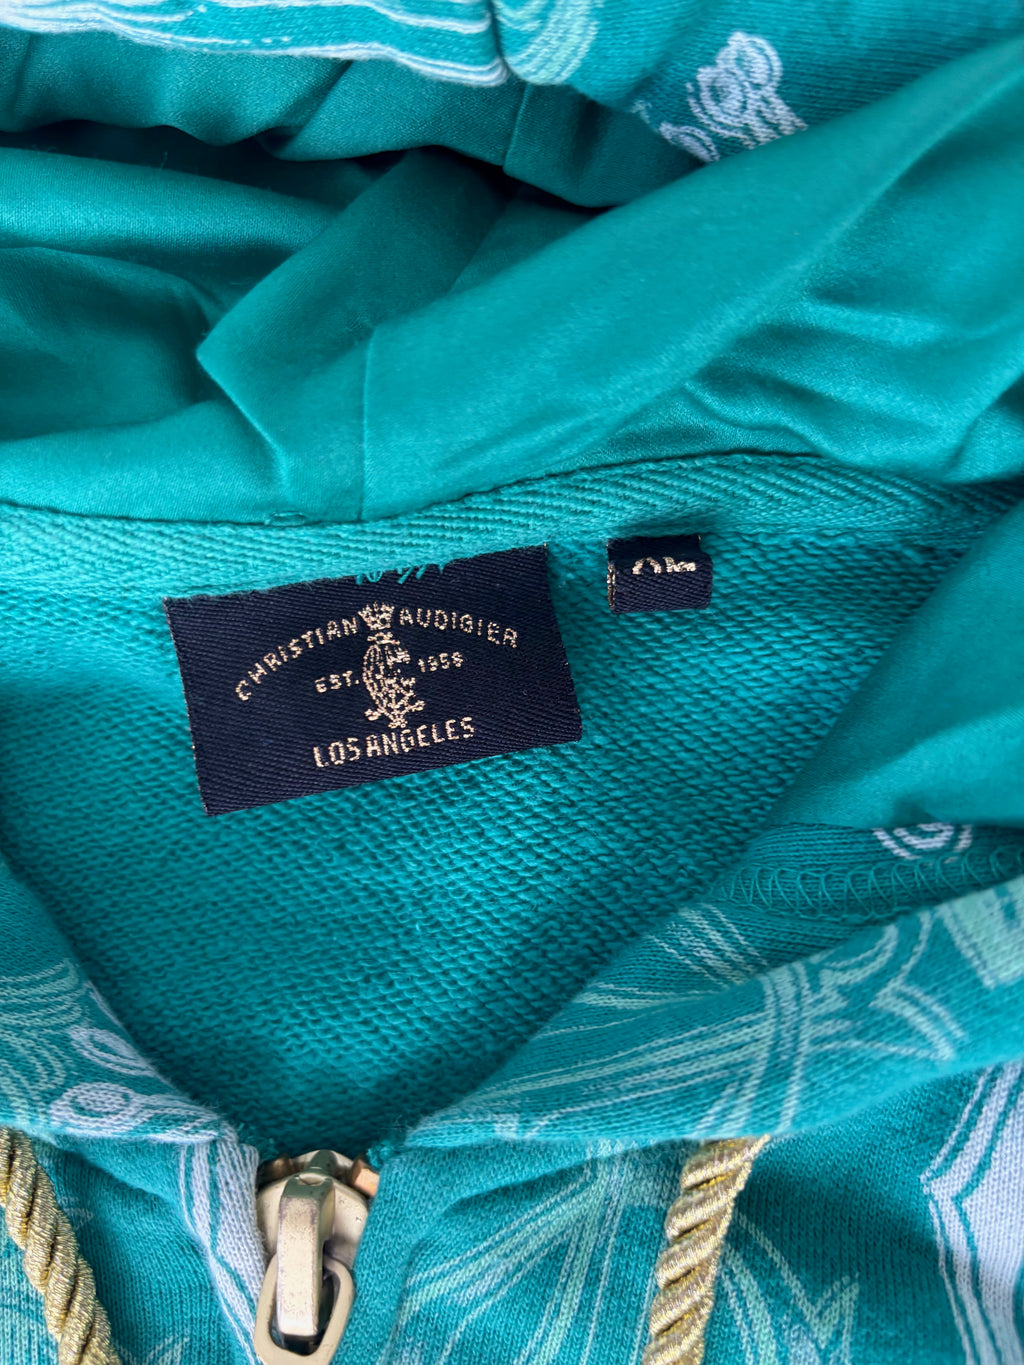 CHRISTIAN AUDIGIER
EST. 1958
LOS ANGELES